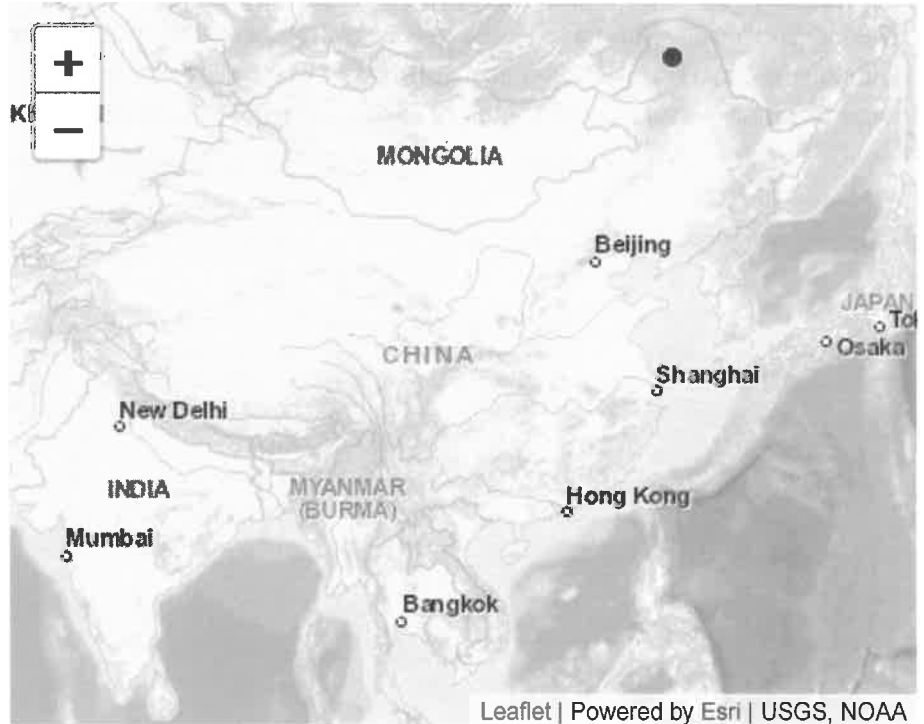 +
−
MONGOLIA
Beijing
JAPAN
Osaka
CHINA
Shanghai
New Delhi
INDIA
MYANMAR
(BURMA)
Hong Kong
Mumbai
Bangkok
Leaflet | Powered by Esri | USGS, NOAA